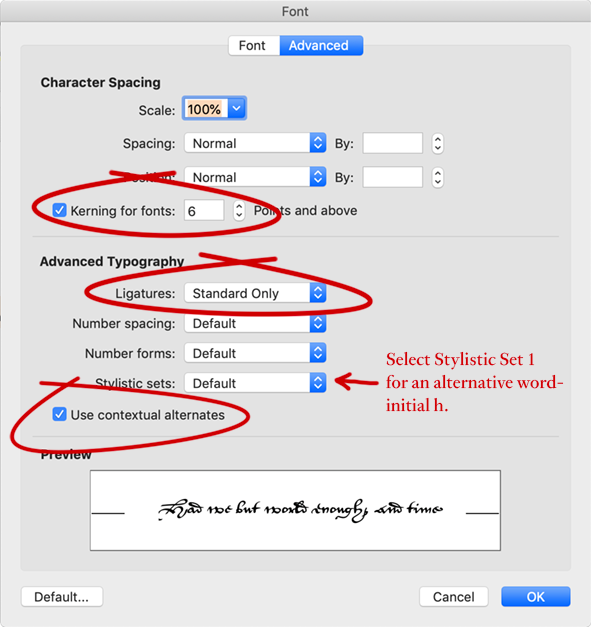 Font
Font Advanced
Character Spacing
Scale: 100%
Spacing: Normal By:
Position: Normal By:
Kerning for fonts: 6 Points and above
Advanced Typography
Ligatures: Standard Only
Number spacing: Default
Number forms: Default
Stylistic sets: Default
Select Stylistic Set 1
for an alternative word-
initial h.
Use contextual alternates
Preview
Had we but world enough, and time
Default... Cancel OK